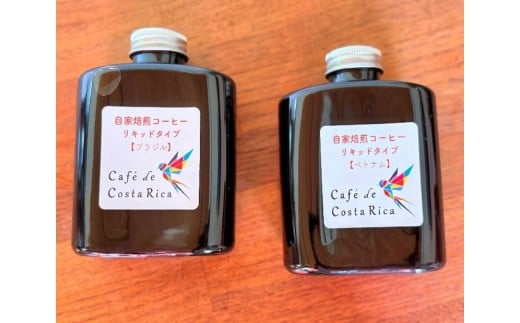 自家焙煎コーヒー
リキッドタイプ
【ブラジル】
Café de
Costa Rica
自家焙煎コーヒー
リキッドタイプ
【ベトナム】
Café de
Costa Rica